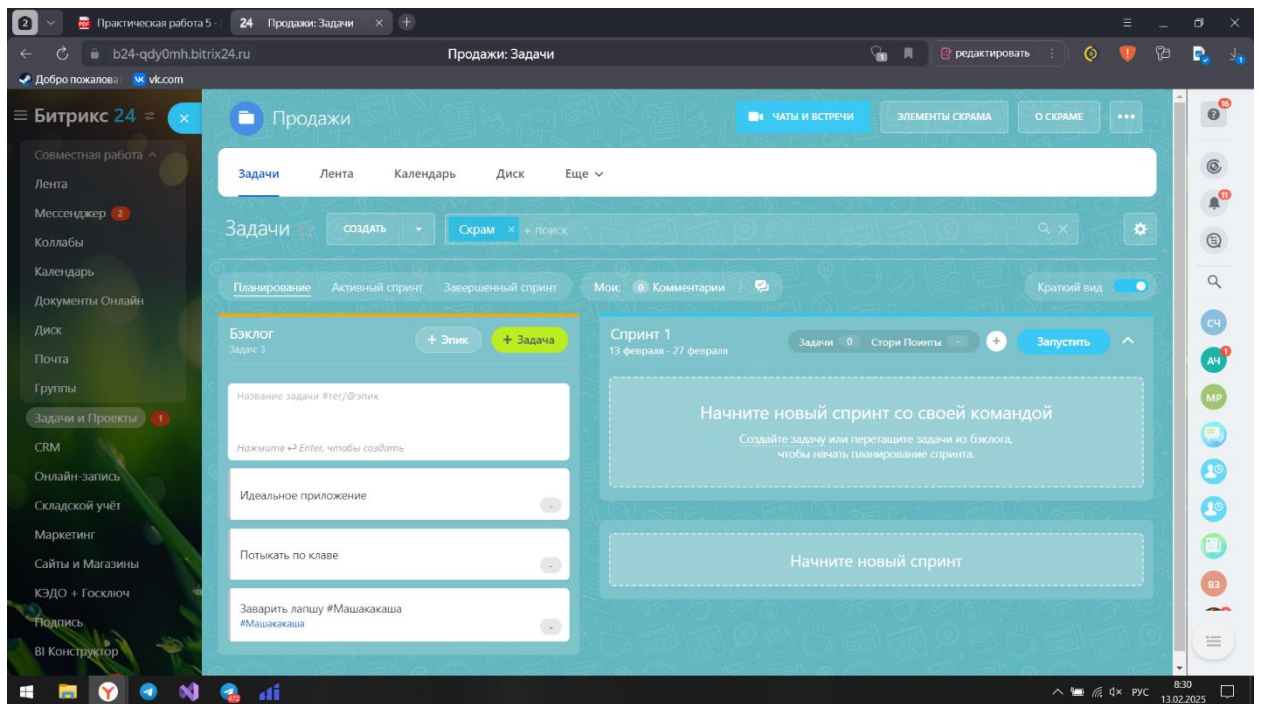 2
Практическая работа 5 -
24 Продажи: Задачи
b24-qdy0mh.bitrix24.ru
Продажи: Задачи
редактировать
Добро пожалова
vk.com
Битрикс 24
Продажи
ЧАТЫ И ВСТРЕЧИ
ЭЛЕМЕНТЫ СКРАМА
О СКРАМЕ
16
Совместная работа
Лента
Мессенджер 2
Коллабы
Календарь
Документы Онлайн
Диск
Почта
Группы
Задачи и Проекты 1
CRM
Онлайн-запись
Складской учёт
Маркетинг
Сайты и Магазины
КЭДО + Госключ
Подпись
BI Конструктор
Задачи
Лента
Календарь
Диск
Еще
Задачи
СОЗДАТЬ
Скрам × + поиск
Планирование
Активный спринт
Завершенный спринт
Мои: 0 Комментарии
Краткий вид
Бэклог
Задач: 3
+ Эпик
+ Задача
Название задачи #тег/@эпик
Нажмите ↵ Enter, чтобы создать
Идеальное приложение
-
Потыкать по клаве
-
Заварить лапшу #Машакакаша
#Машакакаша
-
Спринт 1
13 февраля - 27 февраля
Задачи 0 Стори Поинты -
+
Запустить
Начните новый спринт со своей командой
Создайте задачу или перетащите задачи из бэклога,
чтобы начать планирование спринта.
Начните новый спринт
11
СЧ
АЧ
1
МР
ВЗ
РУС
8:30
13.02.2025